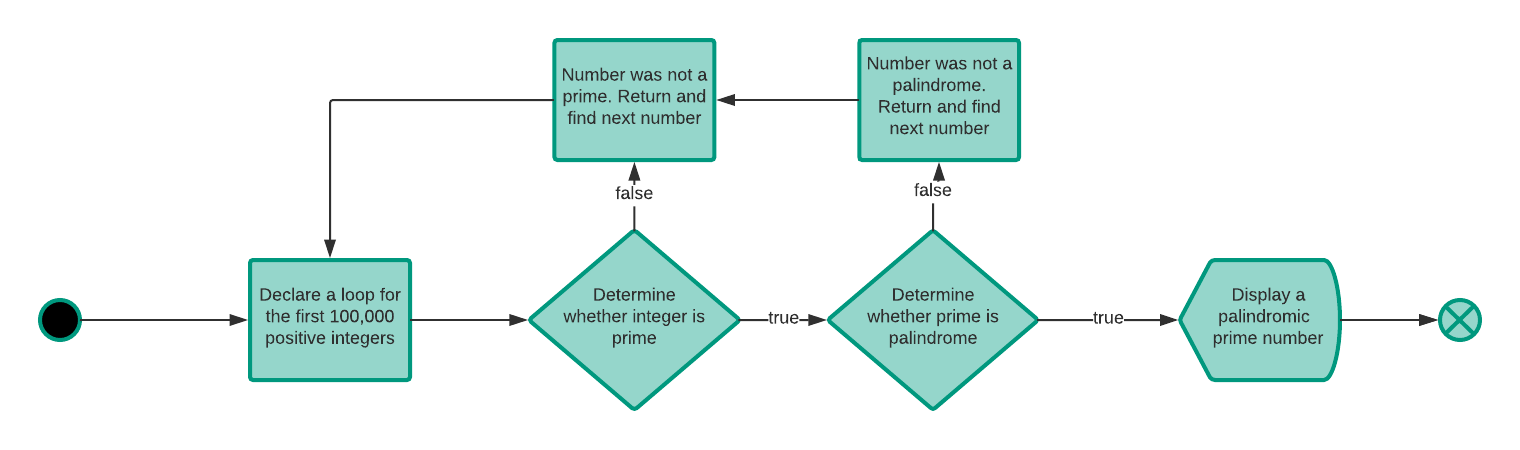 Number was not a
prime. Return and
find next number
Number was not a
palindrome.
Return and find
next number
false
false
Declare a loop for
the first 100,000
positive integers
Determine
whether integer is
prime
true
Determine
whether prime is
palindrome
true
Display a
palindromic
prime number